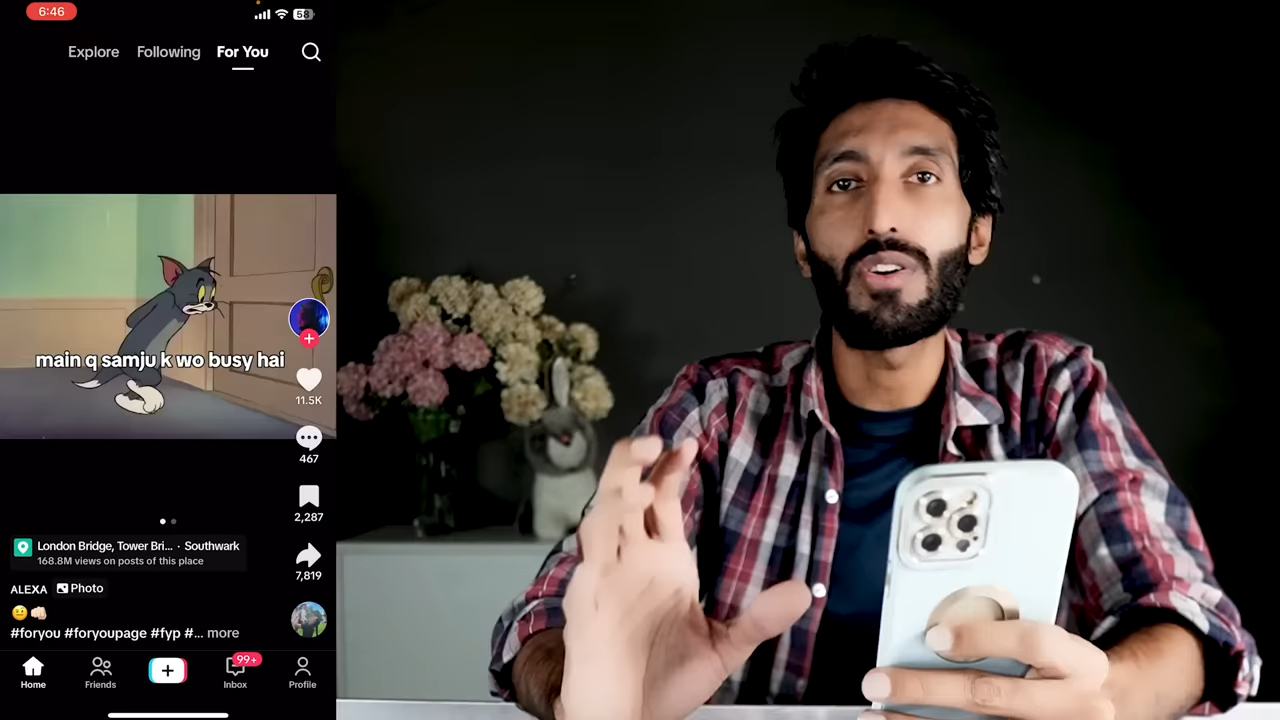 6:46
58
Explore Following For You
main q samju k wo busy hai
11.5K
467
2,287
7,819
London Bridge, Tower Bri... · Southwark
168.8M views on posts of this place
ALEXA Photo
#foryou #foryoupage #fyp #... more
99+
Home Friends Inbox Profile